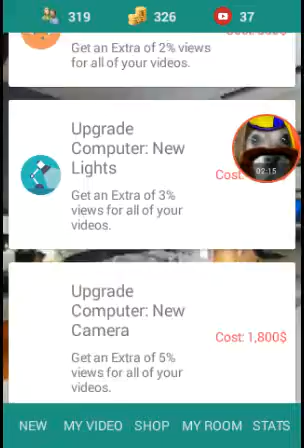 319 326 37
Get an Extra of 2% views
for all of your videos.
Upgrade
Computer: New
Lights
Cost:
02:15
Get an Extra of 3%
views for all of your
videos.
Upgrade
Computer: New
Camera
Cost: 1,800$
Get an Extra of 5%
views for all of your
videos.
NEW MY VIDEO SHOP MY ROOM STATS